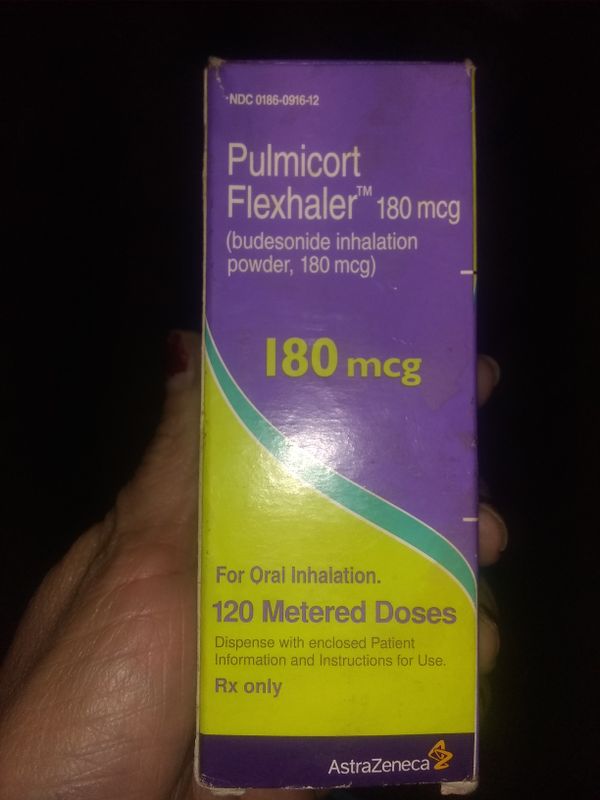 NDC 0186-0916-12
Pulmicort
Flexhaler™ 180 mcg
(budesonide inhalation
powder, 180 mcg)
180 mcg
For Oral Inhalation.
120 Metered Doses
Dispense with enclosed Patient
Information and Instructions for Use.
Rx only
AstraZeneca